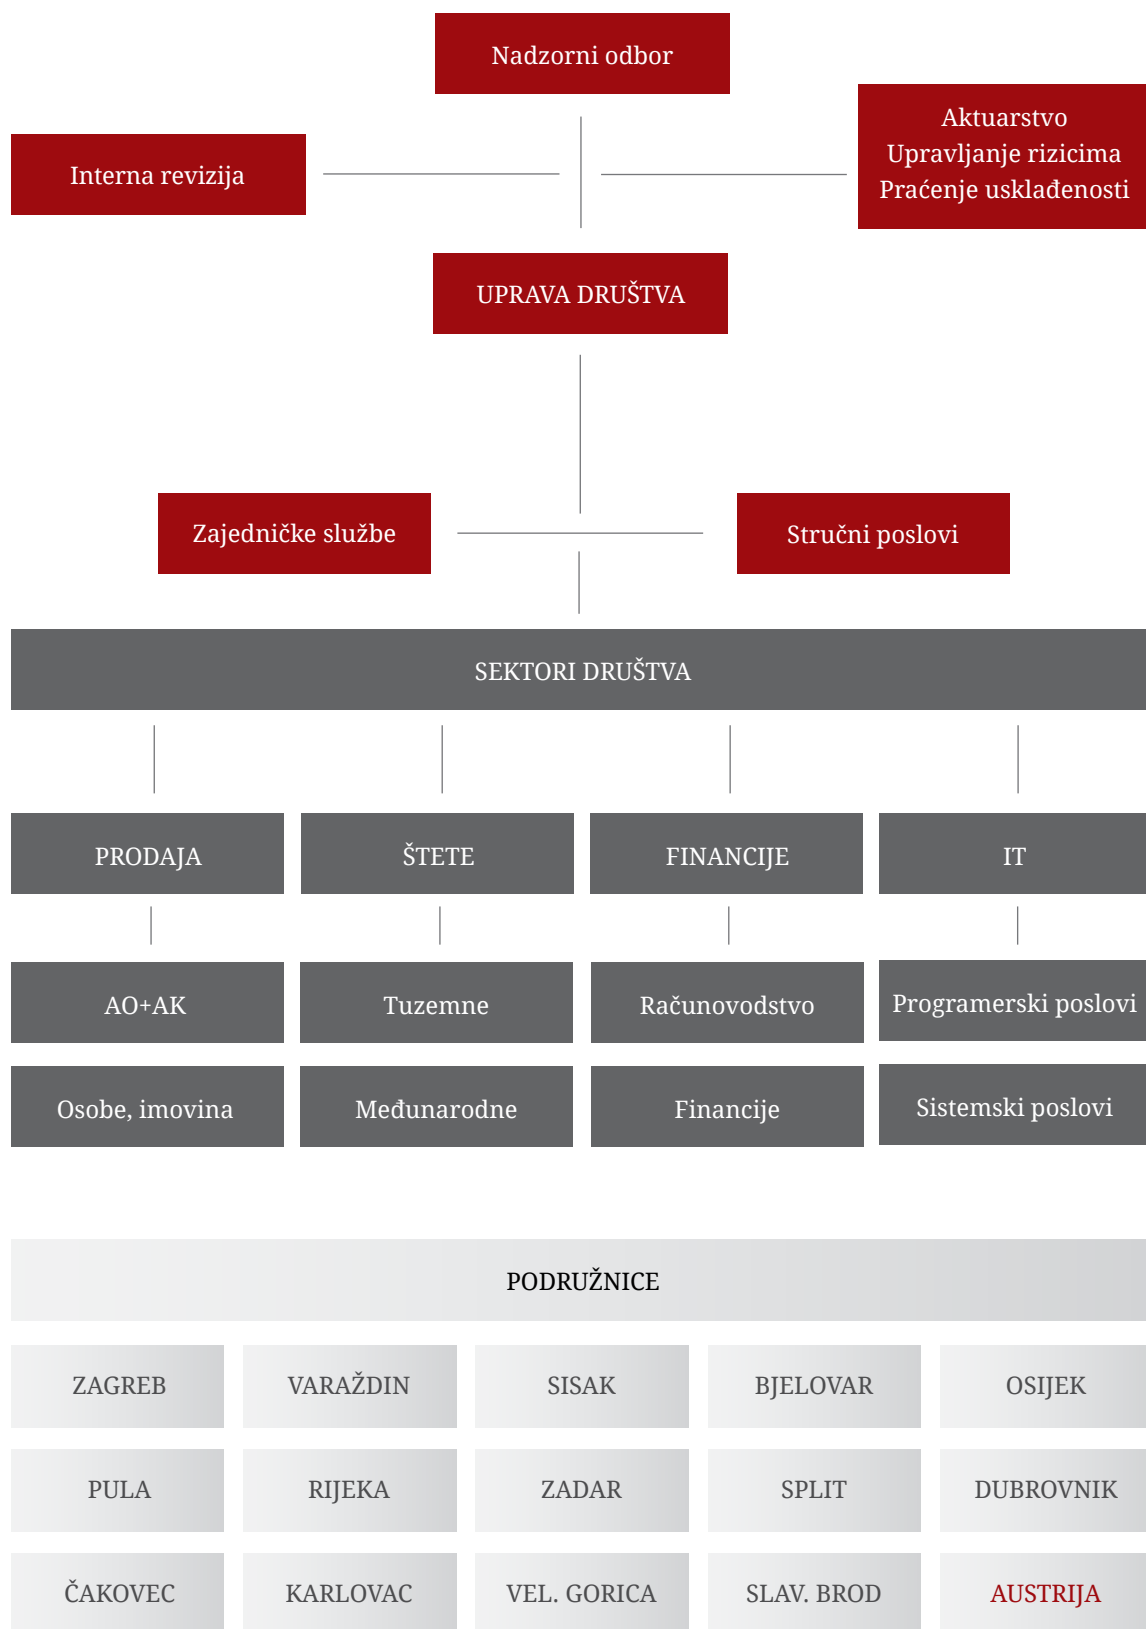 Nadzorni odbor
Interna revizija
Aktuarstvo
Upravljanje rizicima
Praćenje usklađenosti
UPRAVA DRUŠTVA
Zajedničke službe
Stručni poslovi
SEKTORI DRUŠTVA
PRODAJA
ŠTETE
FINANCIJE
IT
AO+AK
Tuzemne
Računovodstvo
Programerski poslovi
Osobe, imovina
Međunarodne
Financije
Sistemski poslovi
PODRUŽNICE
ZAGREB
VARAŽDIN
SISAK
BJELOVAR
OSIJEK
PULA
RIJEKA
ZADAR
SPLIT
DUBROVNIK
ČAKOVEC
KARLOVAC
VEL. GORICA
SLAV. BROD
AUSTRIJA